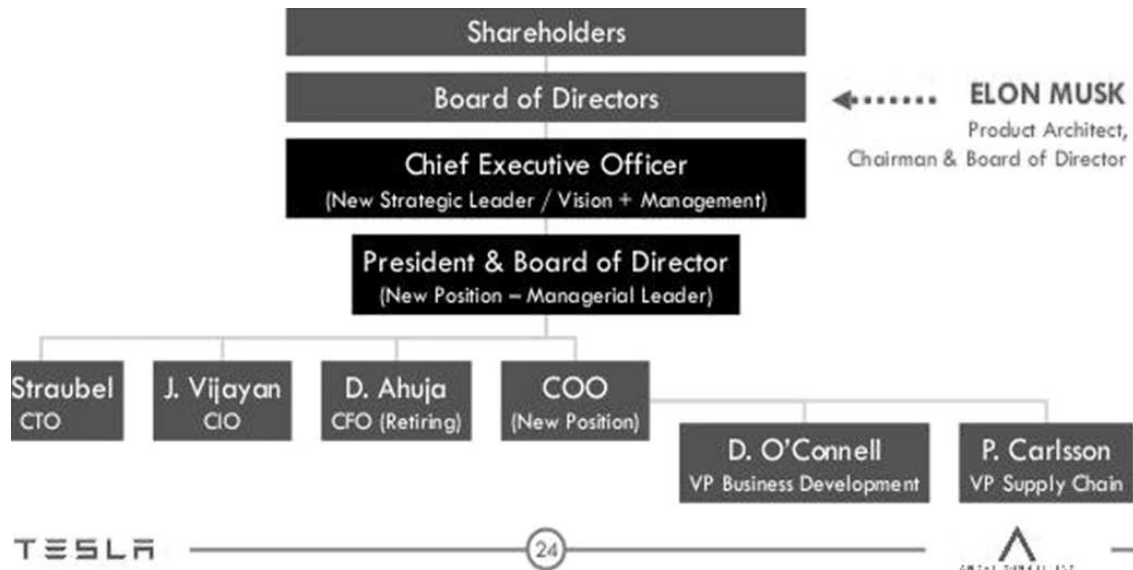 Shareholders
Board of Directors
ELON MUSK
Product Architect,
Chairman & Board of Director
Chief Executive Officer
(New Strategic Leader / Vision + Management)
President & Board of Director
(New Position – Managerial Leader)
Straubel
CTO
J. Vijayan
CIO
D. Ahuja
CFO (Retiring)
COO
(New Position)
D. O'Connell
VP Business Development
P. Carlsson
VP Supply Chain
TESLA
24